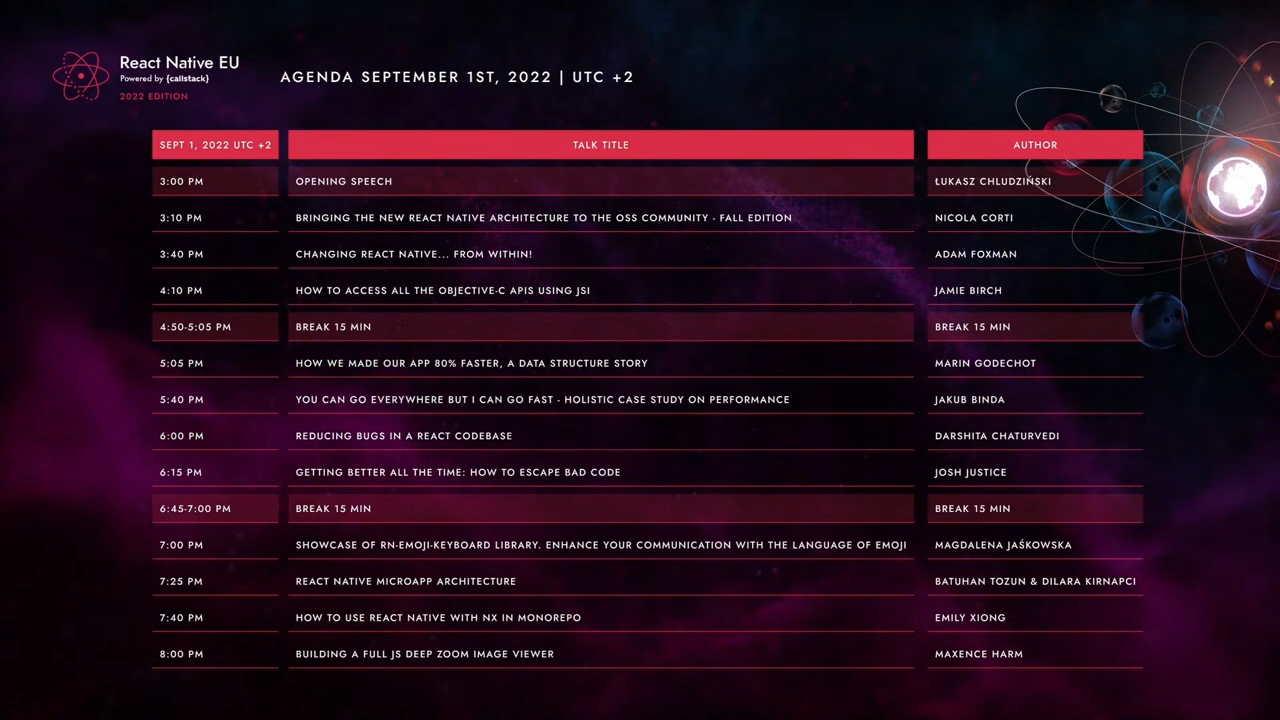 React Native EU
Powered by {callstack}
2022 EDITION
AGENDA SEPTEMBER 1ST, 2022 | UTC +2
SEPT 1, 2022 UTC +2 TALK TITLE AUTHOR
3:00 PM OPENING SPEECH ŁUKASZ CHLUDZIŃSKI
3:10 PM BRINGING THE NEW REACT NATIVE ARCHITECTURE TO THE OSS COMMUNITY - FALL EDITION NICOLA CORTI
3:40 PM CHANGING REACT NATIVE... FROM WITHIN! ADAM FOXMAN
4:10 PM HOW TO ACCESS ALL THE OBJECTIVE-C APIS USING JSI JAMIE BIRCH
4:50-5:05 PM BREAK 15 MIN BREAK 15 MIN
5:05 PM HOW WE MADE OUR APP 80% FASTER, A DATA STRUCTURE STORY MARIN GODECHOT
5:40 PM YOU CAN GO EVERYWHERE BUT I CAN GO FAST - HOLISTIC CASE STUDY ON PERFORMANCE JAKUB BINDA
6:00 PM REDUCING BUGS IN A REACT CODEBASE DARSHITA CHATURVEDI
6:15 PM GETTING BETTER ALL THE TIME: HOW TO ESCAPE BAD CODE JOSH JUSTICE
6:45-7:00 PM BREAK 15 MIN BREAK 15 MIN
7:00 PM SHOWCASE OF RN-EMOJI-KEYBOARD LIBRARY. ENHANCE YOUR COMMUNICATION WITH THE LANGUAGE OF EMOJI MAGDALENA JAŚKOWSKA
7:25 PM REACT NATIVE MICROAPP ARCHITECTURE BATUHAN TOZUN & DILARA KIRNAPCI
7:40 PM HOW TO USE REACT NATIVE WITH NX IN MONOREPO EMILY XIONG
8:00 PM BUILDING A FULL JS DEEP ZOOM IMAGE VIEWER MAXENCE HARM